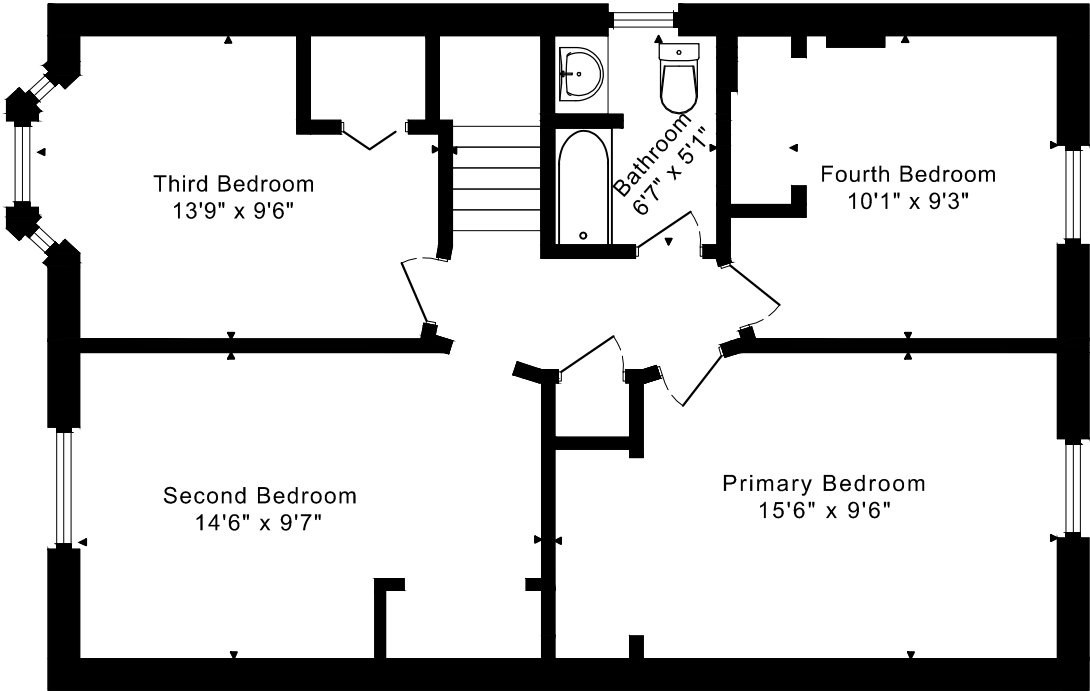 Third Bedroom
13'9" x 9'6"
Bathroom
6'7" x 5'1"
Fourth Bedroom
10'1" x 9'3"
Second Bedroom
14'6" x 9'7"
Primary Bedroom
15'6" x 9'6"